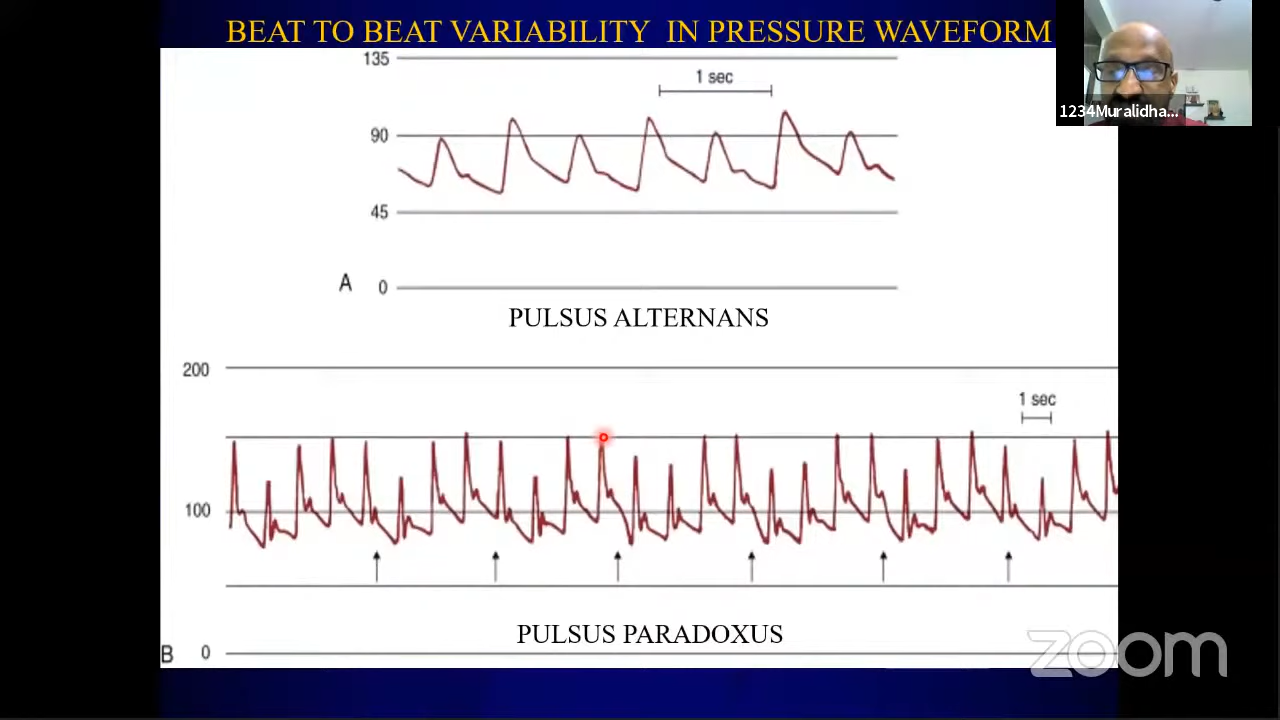 BEAT TO BEAT VARIABILITY IN PRESSURE WAVEFORM
1234Muralidha...
135
1 sec
90
45
A 0
PULSUS ALTERNANS
200
1 sec
100
PULSUS PARADOXUS
B 0
zoom